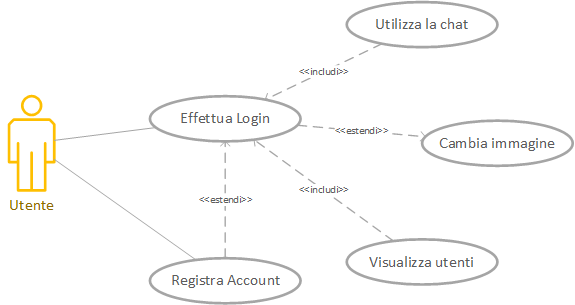 Utilizza la chat
<<includi>>
Effettua Login
<<estendi>>
Cambia immagine
Utente
<<estendi>>
<<includi>>
Registra Account
Visualizza utenti